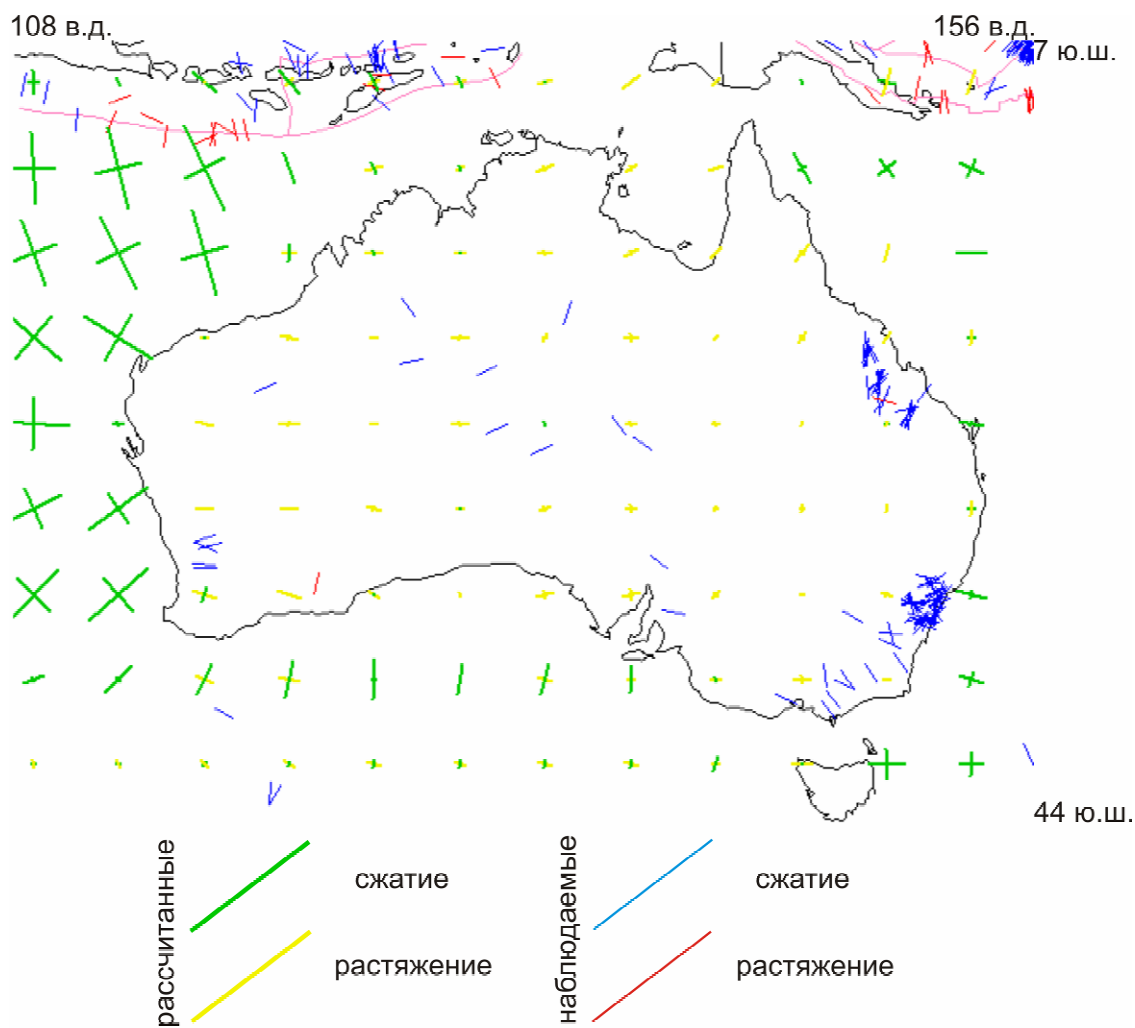 108 в.д.
156 в.д.
7 ю.ш.
44 ю.ш.
рассчитанные
сжатие
растяжение
наблюдаемые
сжатие
растяжение